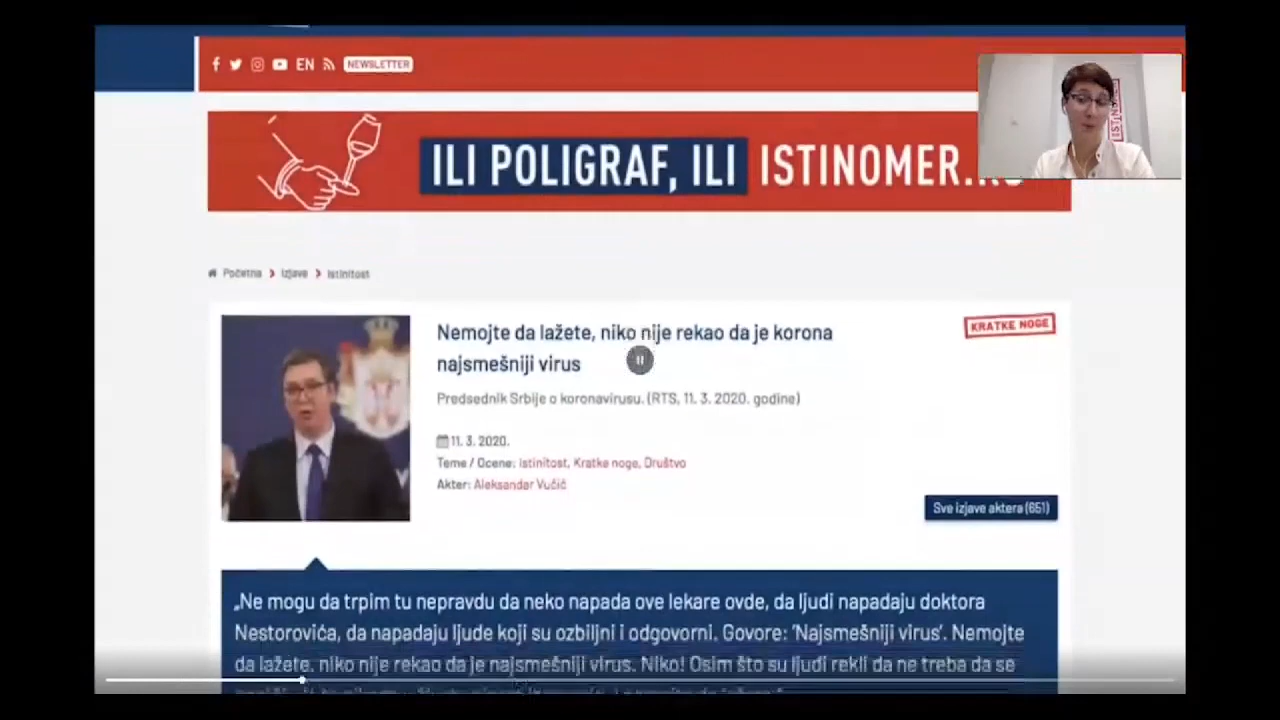 EN NEWSLETTER
ILI POLIGRAF, ILI ISTINOMER.
ISTINOMER
Početna > Izjave > Istinitost
Nemojte da lažete, niko nije rekao da je korona
najsmešniji virus
KRATKE NOGE
Predsednik Srbije o koronavirusu. (RTS, 11. 3. 2020. godine)
11. 3. 2020.
Teme / Ocene: Istinitost, Kratke noge, Društvo
Akter: Aleksandar Vučić
Sve izjave aktera (651)
„Ne mogu da trpim tu nepravdu da neko napada ove lekare ovde, da ljudi napadaju doktora
Nestorovića, da napadaju ljude koji su ozbiljni i odgovorni. Govore: 'Najsmešniji virus'. Nemojte
da lažete, niko nije rekao da je najsmešniji virus. Niko! Osim što su ljudi rekli da ne treba da se